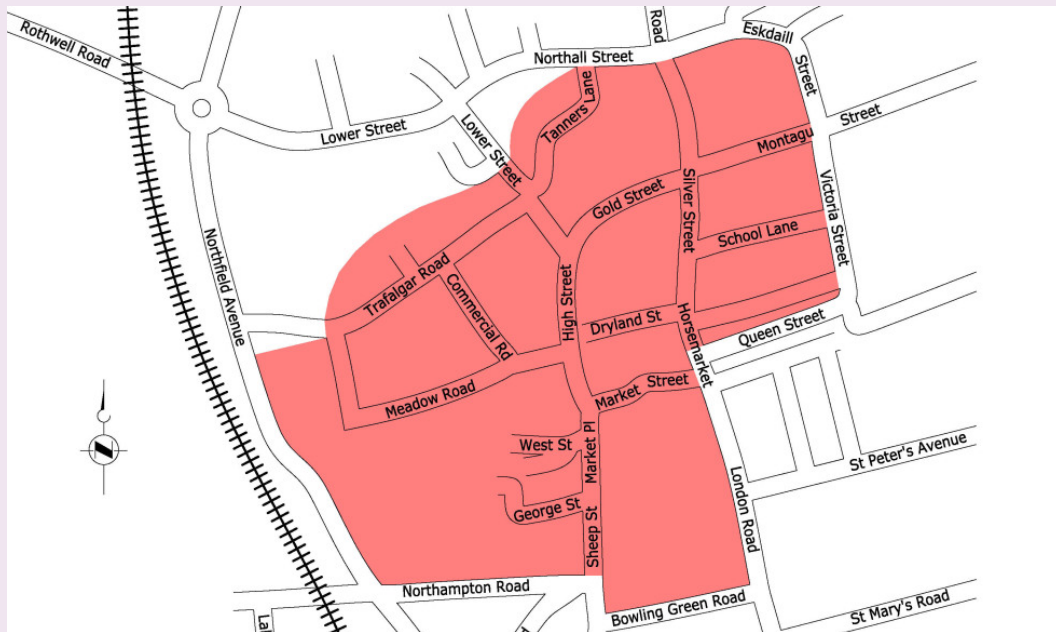 Rothwell Road
Road
Eskdaill
Street
Northall Street
Tanners Lane
Lower Street
Lower Street
Montagu
Street
Gold Street
Silver Street
Victoria Street
School Lane
Northfield Avenue
Trafalgar Road
Commercial Rd
High Street
Dryland St
Horsemarket
Queen Street
Meadow Road
Market Street
West St
Market Pl
St Peter's Avenue
George St
Sheep St
London Road
Northampton Road
Bowling Green Road
St Mary's Road